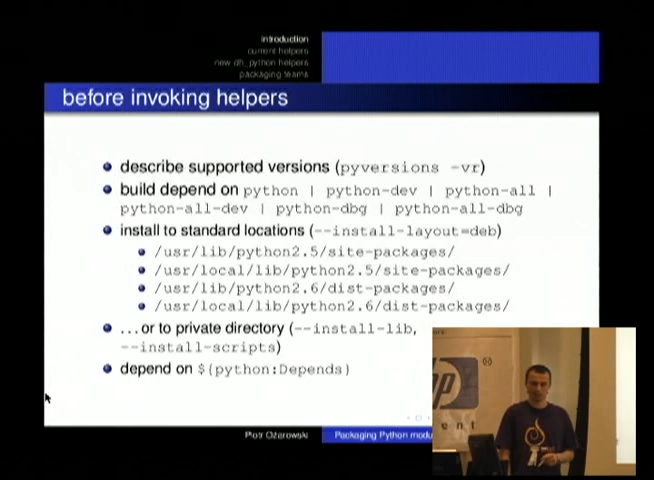 introduction
current helpers
new dh_python helpers
packaging teams
before invoking helpers
describe supported versions (pyversions -vr)
build depend on python | python-dev | python-all |
python-all-dev | python-dbg | python-all-dbg
install to standard locations (--install-layout=deb)
/usr/lib/python2.5/site-packages/
/usr/local/lib/python2.5/site-packages/
/usr/lib/python2.6/dist-packages/
/usr/local/lib/python2.6/dist-packages/
...or to private directory (--install-lib,
--install-scripts)
depend on ${python:Depends}
Piotr Ożarowski
Packaging Python modu
hp
e n t